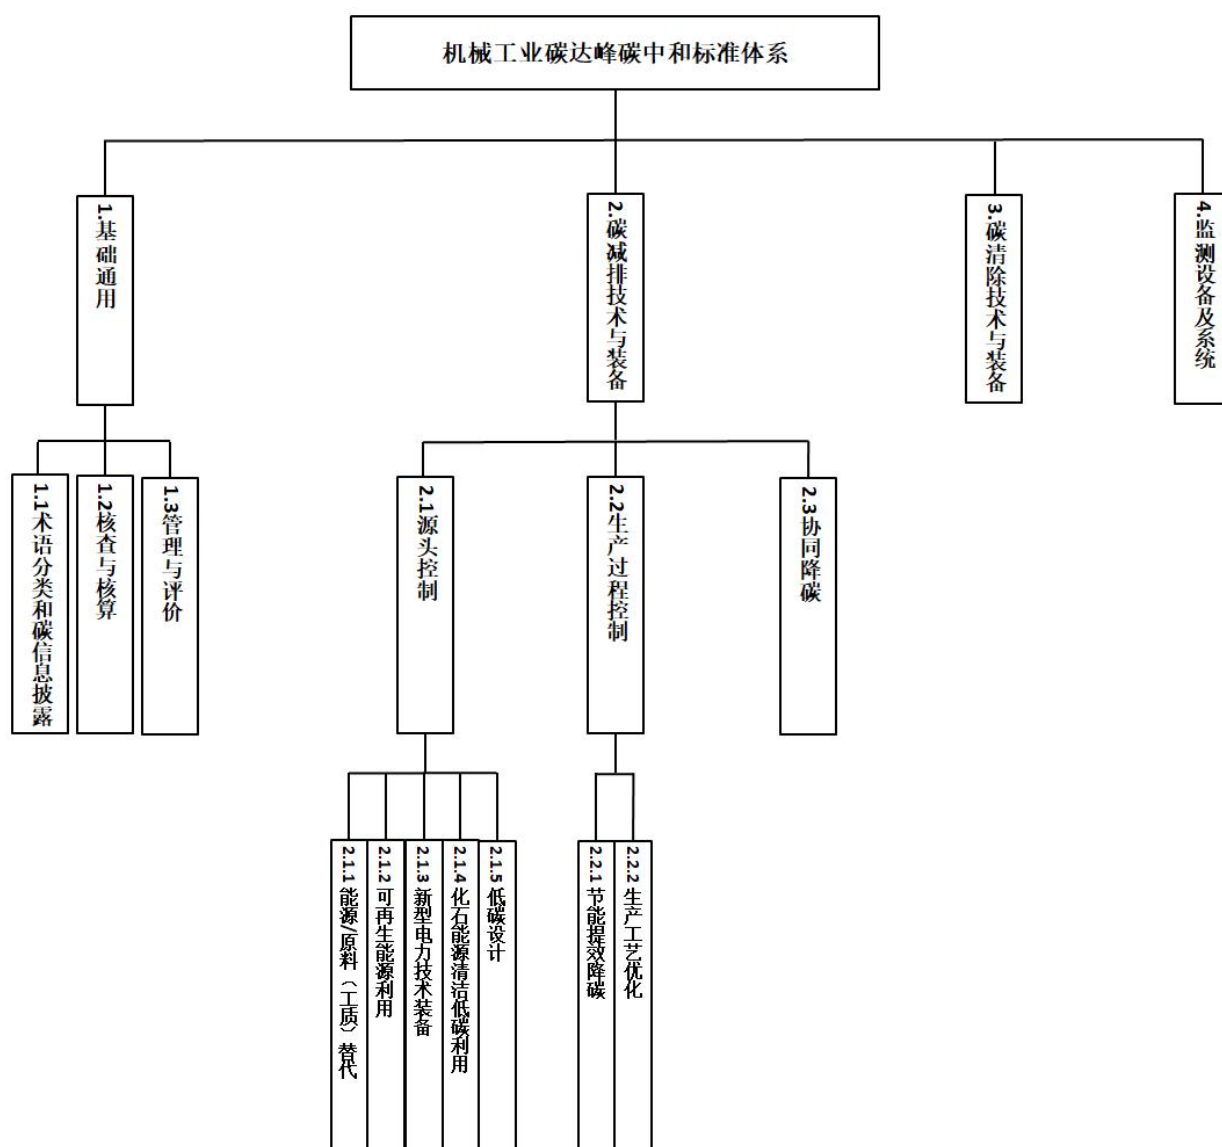 机械工业碳达峰碳中和标准体系
1.基础通用
2.碳减排技术与装备
3.碳清除技术与装备
4.监测设备及系统
1.1术语分类和碳信息披露
1.2核查与核算
1.3管理与评价
2.1源头控制
2.2生产过程控制
2.3协同降碳
2.1.1 能源/原料（工质）替代
2.1.2 可再生能源利用
2.1.3 新型电力技术装备
2.1.4 化石能源清洁低碳利用
2.1.5 低碳设计
2.2.1 节能提效降碳
2.2.2 生产工艺优化